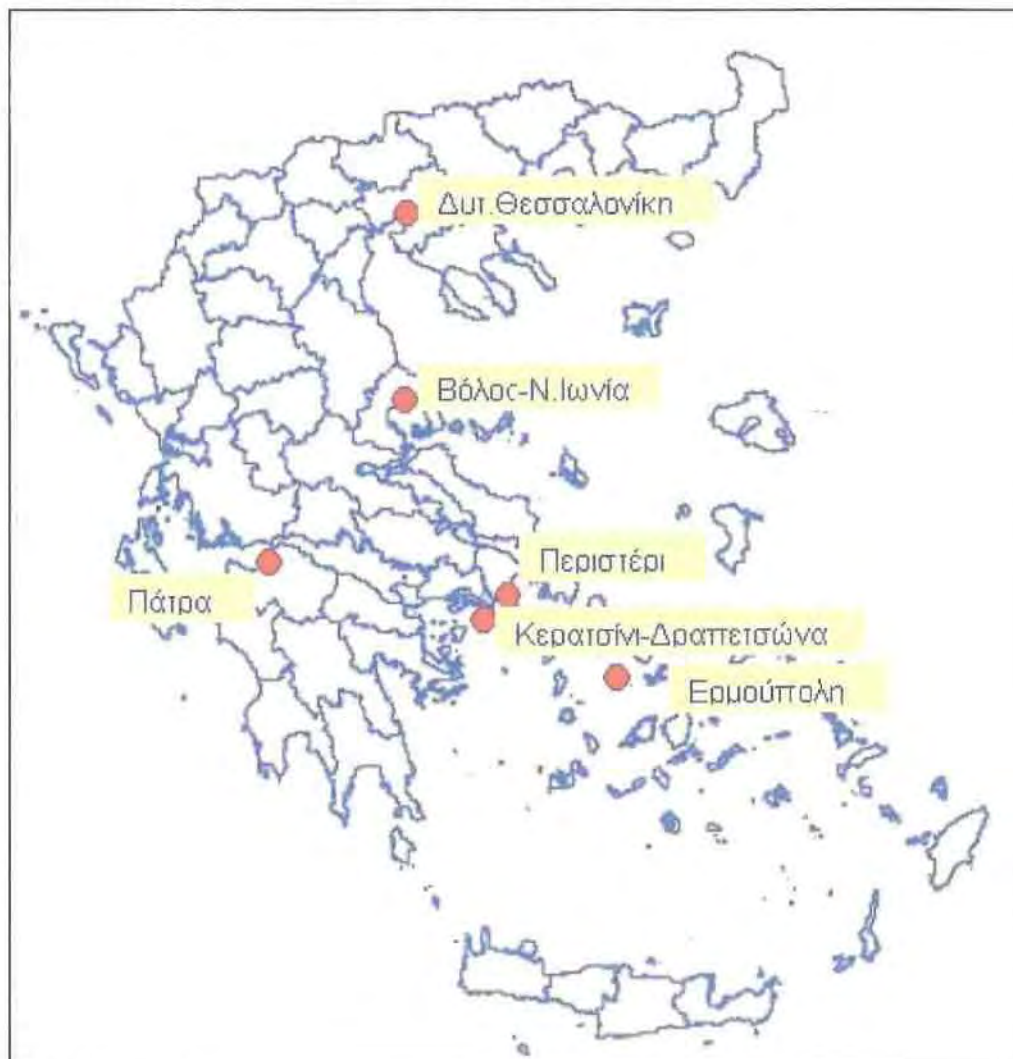 Δυτ.Θεσσαλονίκη
Βόλος-Ν.Ιωνία
Περιστέρι
Πάτρα
Κερατσίνι-Δραπετσώνα
Ερμούπολη